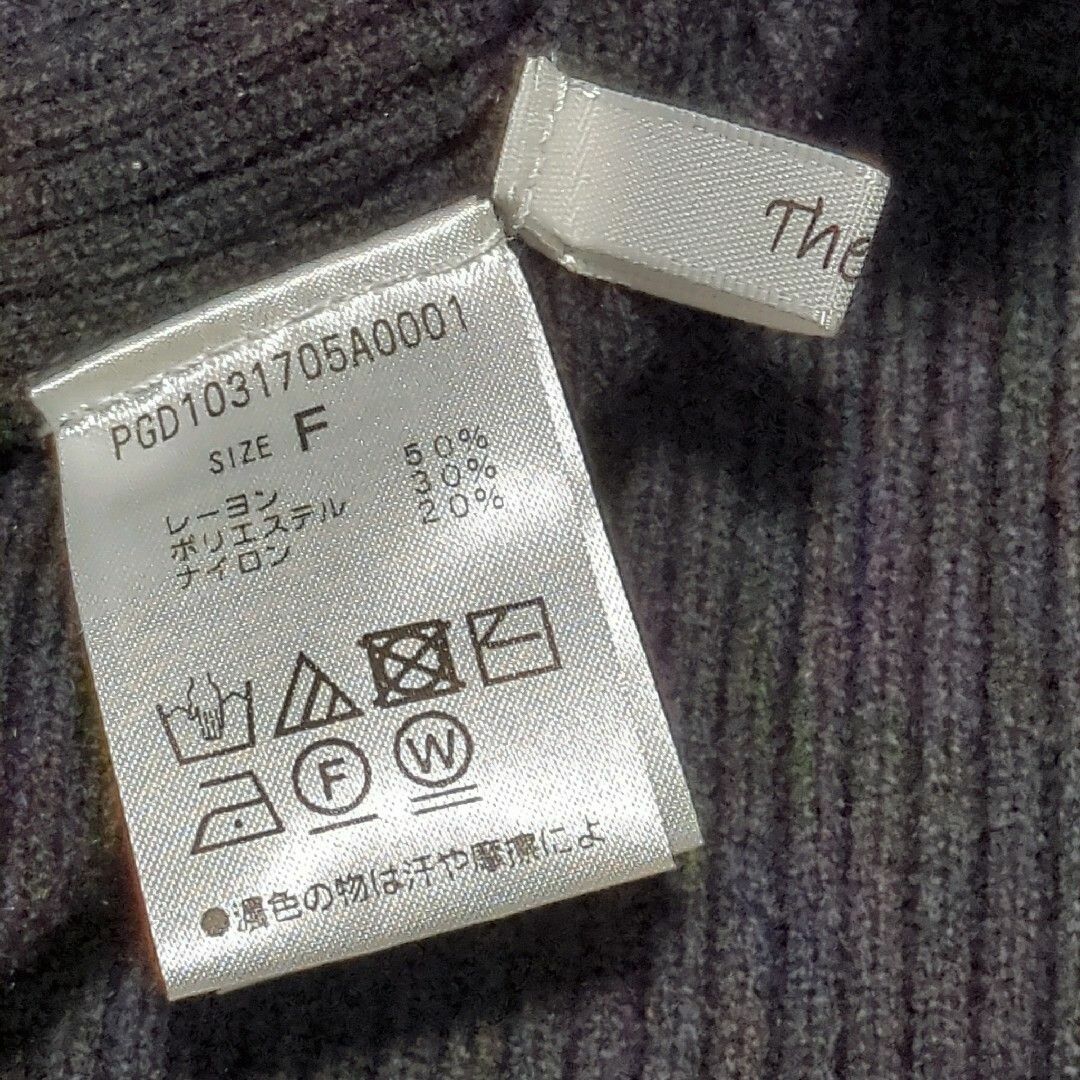 The
PGD1031705A0001
SIZE F
レーヨン 50%
ポリエステル 30%
ナイロン 20%
F W
●濃色の物は汗や摩擦によ